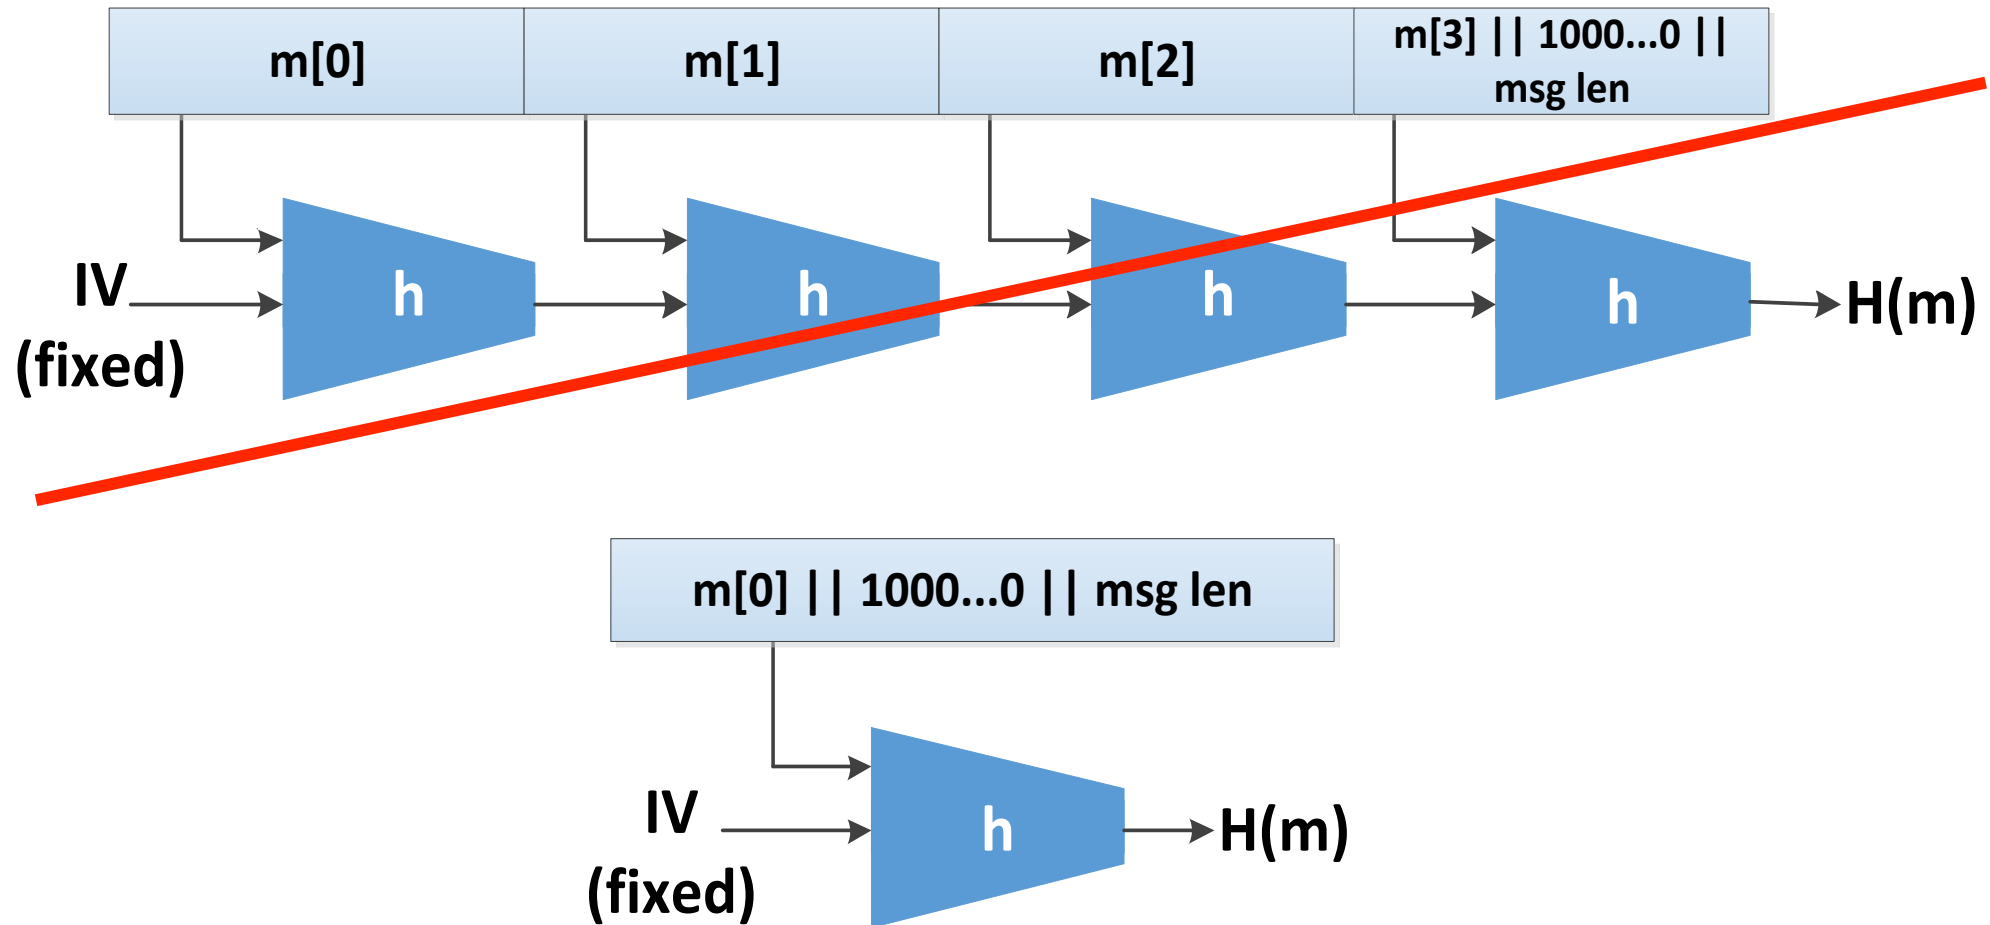 m[0]
m[1]
m[2]
m[3] || 1000...0 ||
msg len
IV
(fixed)
h
h
h
h
H(m)
m[0] || 1000...0 || msg len
IV
(fixed)
h
H(m)